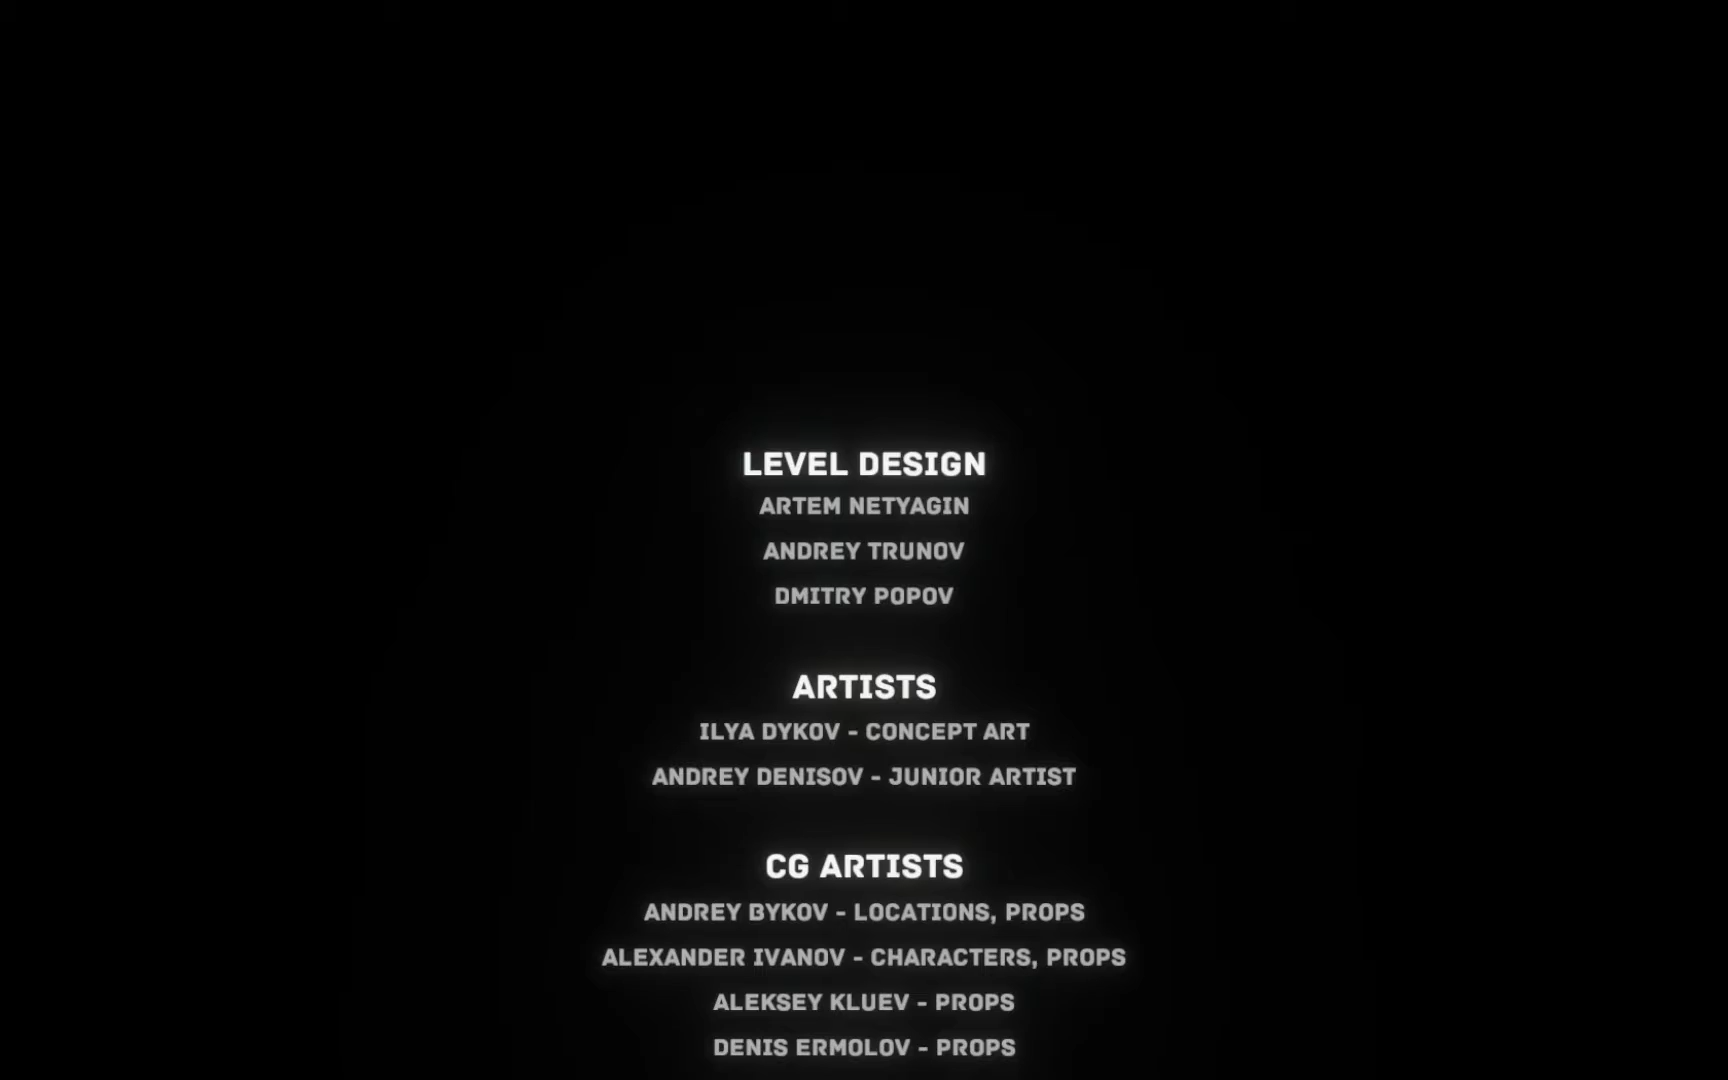 LEVEL DESIGN
ARTEM NETYAGIN
ANDREY TRUNOV
DMITRY POPOV
ARTISTS
ILYA DYKOV - CONCEPT ART
ANDREY DENISOV - JUNIOR ARTIST
CG ARTISTS
ANDREY BYKOV - LOCATIONS, PROPS
ALEXANDER IVANOV - CHARACTERS, PROPS
ALEKSEY KLUEV - PROPS
DENIS ERMOLOV - PROPS